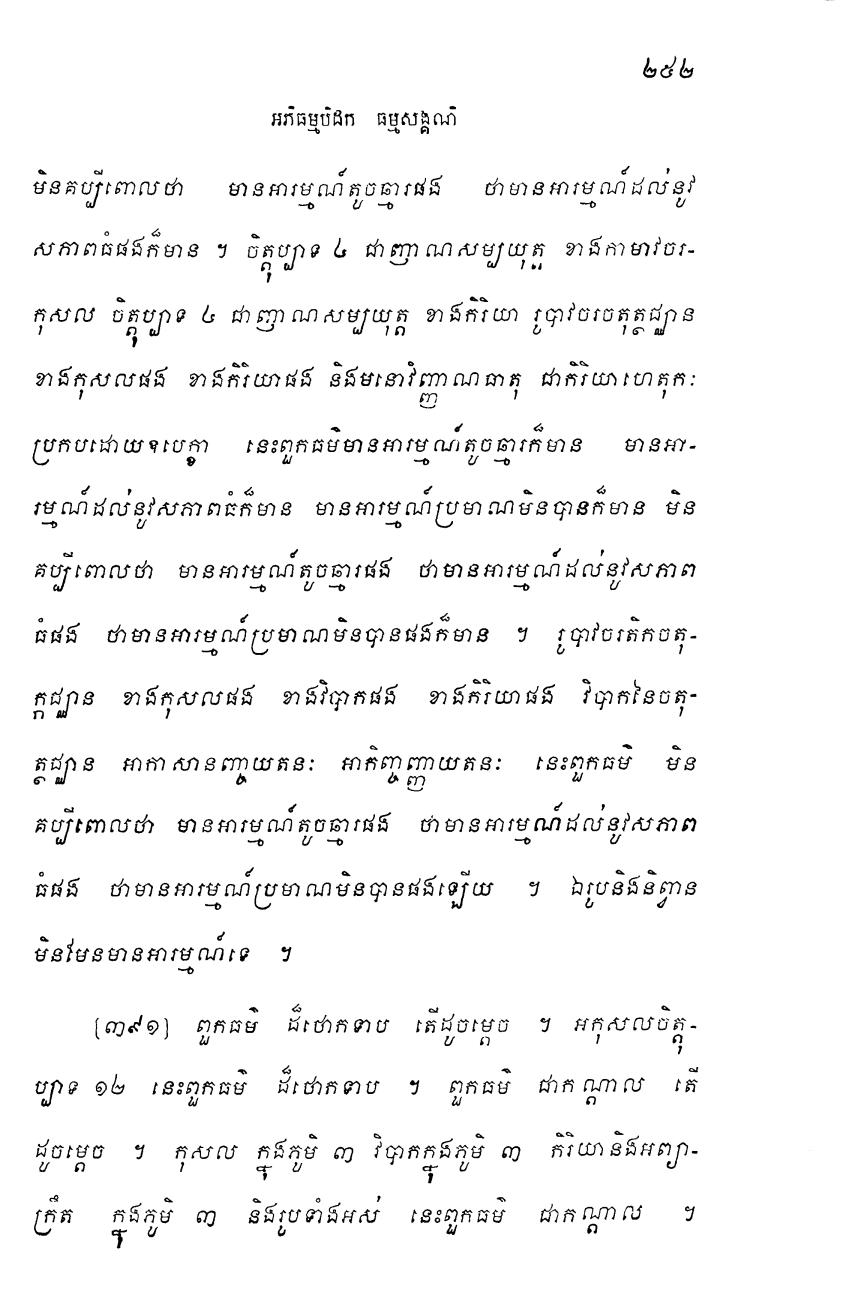 ២៥២
អភិធម្មបិដក ធម្មសង្គណី
មិនគប្បីពោលថា មានអារម្មណ៍តូចឆ្មារផង ថាមានអារម្មណ៍ដល់នូវ
សភាពធំផងក៏មាន ។ ចិត្តុប្បាទ ៤ ជាញាណសម្បយុត្ត ខាងកាមាវចរ-
កុសល ចិត្តុប្បាទ ៤ ជាញាណសម្បយុត្ត ខាងកិរិយា រូបាវចរចតុត្ថជ្ឈាន
ខាងកុសលផង ខាងកិរិយាផង និងមនោវិញ្ញាណធាតុ ជាកិរិយាហេតុកៈ
ប្រកបដោយឧបេក្ខា នេះពួកធម៌មានអារម្មណ៍តូចឆ្មារក៏មាន មានអា-
រម្មណ៍ដល់នូវសភាពធំក៏មាន មានអារម្មណ៍ប្រមាណមិនបានក៏មាន មិន
គប្បីពោលថា មានអារម្មណ៍តូចឆ្មារផង ថាមានអារម្មណ៍ដល់នូវសភាព
ធំផង ថាមានអារម្មណ៍ប្រមាណមិនបានផងក៏មាន ។ រូបាវចរតិកចតុ-
ក្កជ្ឈាន ខាងកុសលផង ខាងវិបាកផង ខាងកិរិយាផង វិបាកនៃចតុ-
ត្ថជ្ឈាន អាកាសានញ្ចាយតនៈ អាកិញ្ចញ្ញាយតនៈ នេះពួកធម៌ មិន
គប្បីពោលថា មានអារម្មណ៍តូចឆ្មារផង ថាមានអារម្មណ៍ដល់នូវសភាព
ធំផង ថាមានអារម្មណ៍ប្រមាណមិនបានផងឡើយ ។ ឯរូបនិងនិព្វាន
មិនមែនមានអារម្មណ៍ទេ ។
[៣៩១] ពួកធម៌ ដ៏ថោកទាប តើដូចម្តេច ។ អកុសលចិត្តុ-
ប្បាទ ១២ នេះពួកធម៌ ដ៏ថោកទាប ។ ពួកធម៌ ជាកណ្តាល តើ
ដូចម្តេច ។ កុសល ក្នុងភូមិ ៣ វិបាកក្នុងភូមិ ៣ កិរិយានិងអព្យា-
ក្រឹត ក្នុងភូមិ ៣ និងរូបទាំងអស់ នេះពួកធម៌ ជាកណ្តាល ។